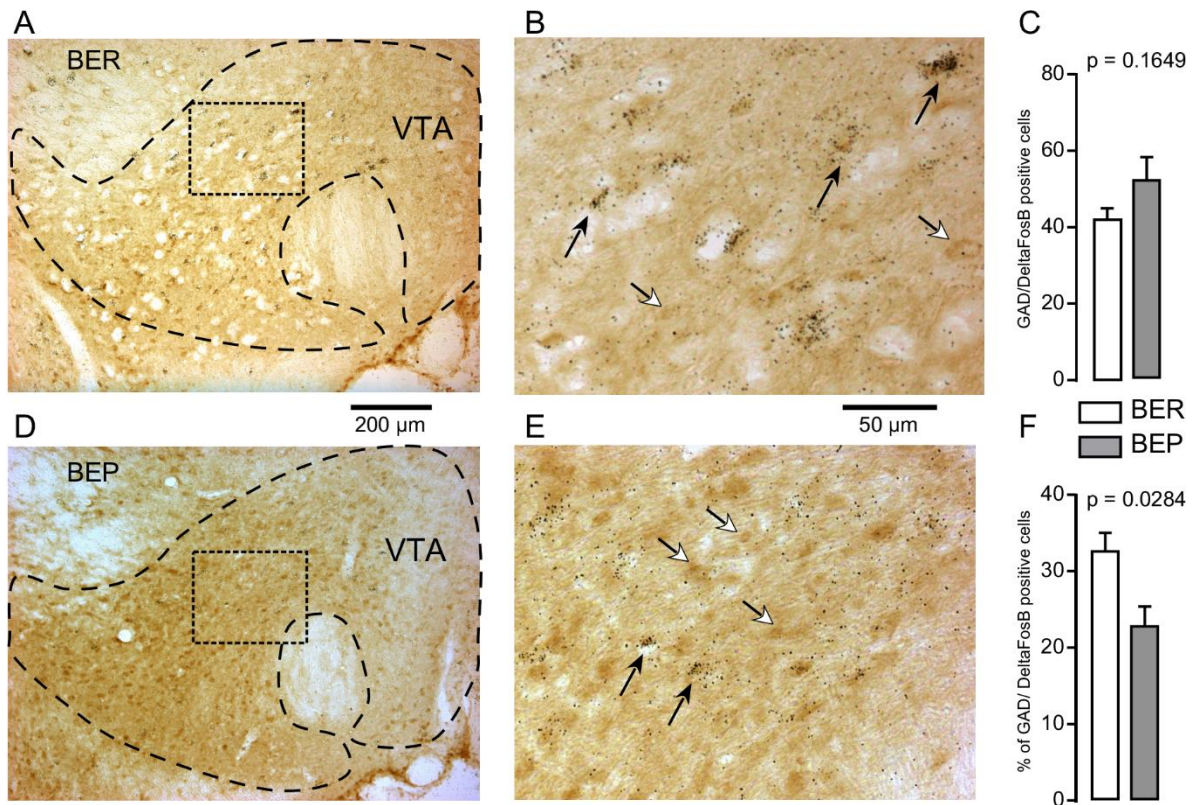 A
BER
VTA
B
C
p = 0.1649
GAD/DeltaFosB positive cells
80
60
40
20
0
200 µm
50 µm
BER
BEP
D
BEP
VTA
E
F
p = 0.0284
% of GAD/ DeltaFosB positive cells
40
30
20
10
0